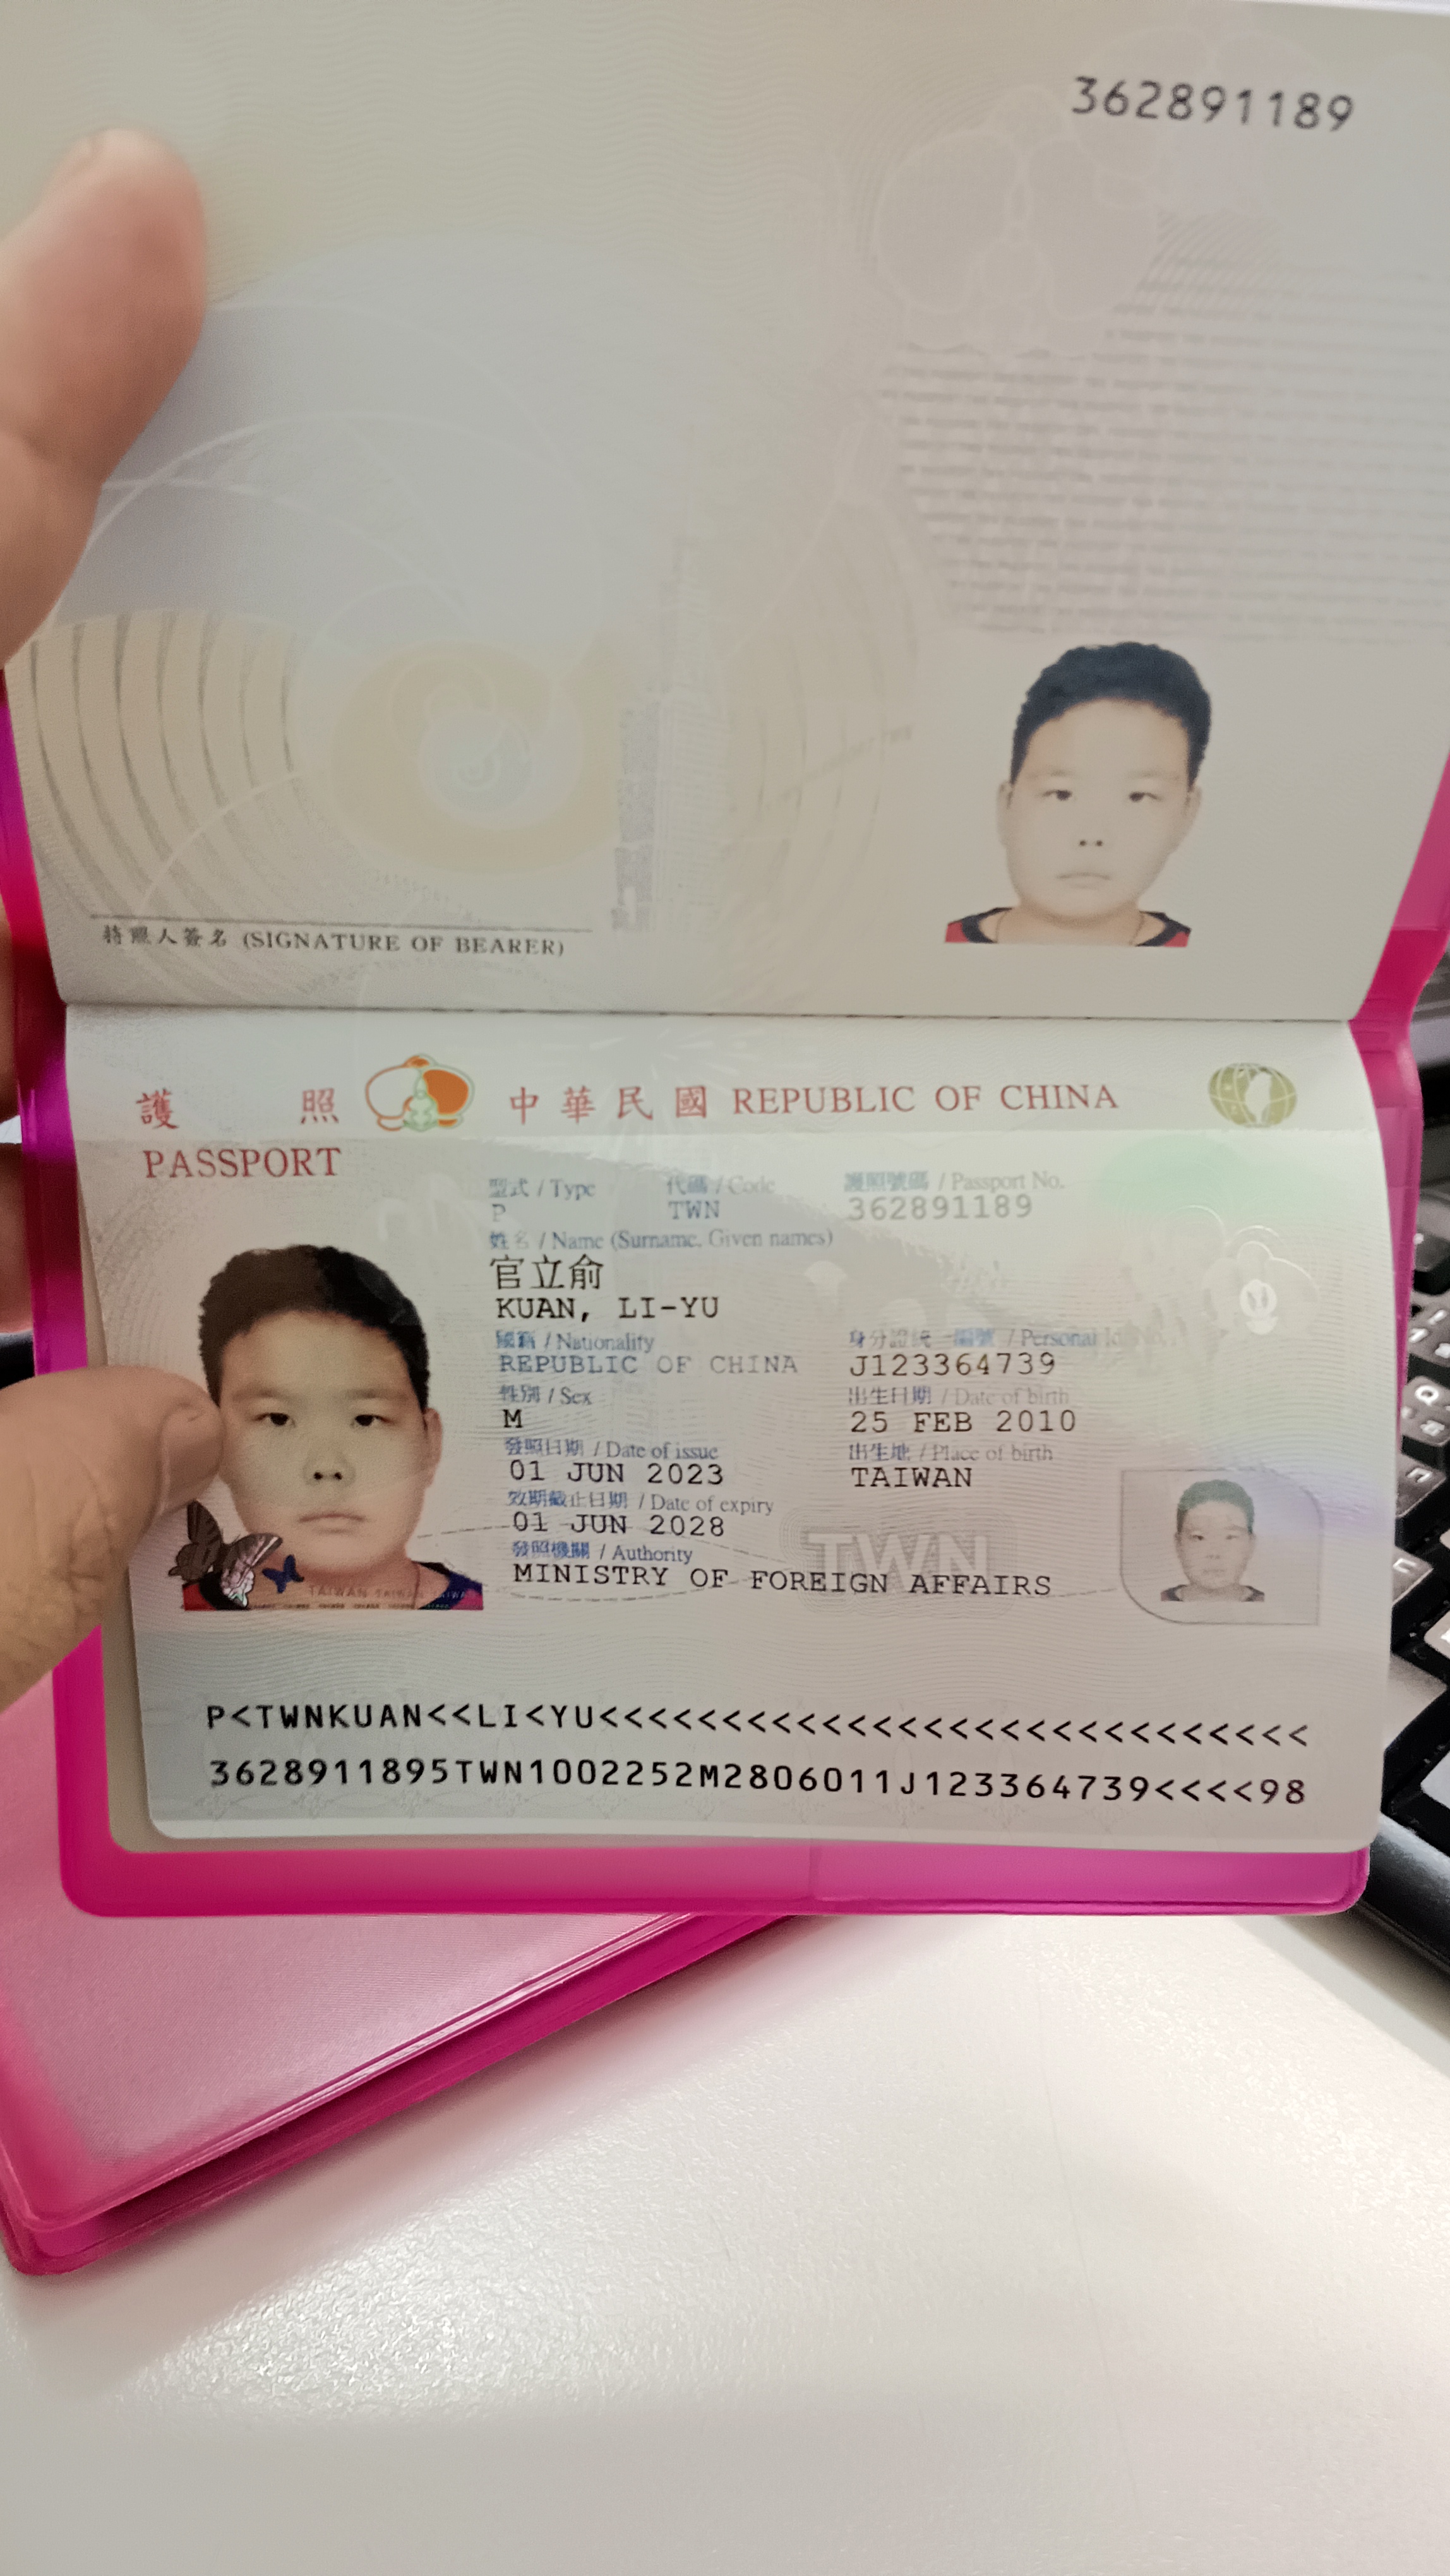 362891189
持照人簽名 (SIGNATURE OF BEARER)
護 照 中華民國 REPUBLIC OF CHINA
PASSPORT
型式 / Type 代碼 / Code 護照號碼 / Passport No.
P TWN 362891189
姓名 / Name (Surname, Given names)
官立俞
KUAN, LI-YU
國籍 / Nationality 身分證統一編號 / Personal Id
REPUBLIC OF CHINA J123364739
性別 / Sex 出生日期 / Date of birth
M 25 FEB 2010
發照日期 / Date of issue 出生地 / Place of birth
01 JUN 2023 TAIWAN
效期截止日期 / Date of expiry
01 JUN 2028
TWN
發照機關 / Authority
MINISTRY OF FOREIGN AFFAIRS
TAIWAN TAIWAN
P<TWNKUAN<<LI<YU<<<<<<<<<<<<<<<<<<<<<<<<<<<<
3628911895TWN1002252M2806011J123364739<<<<98